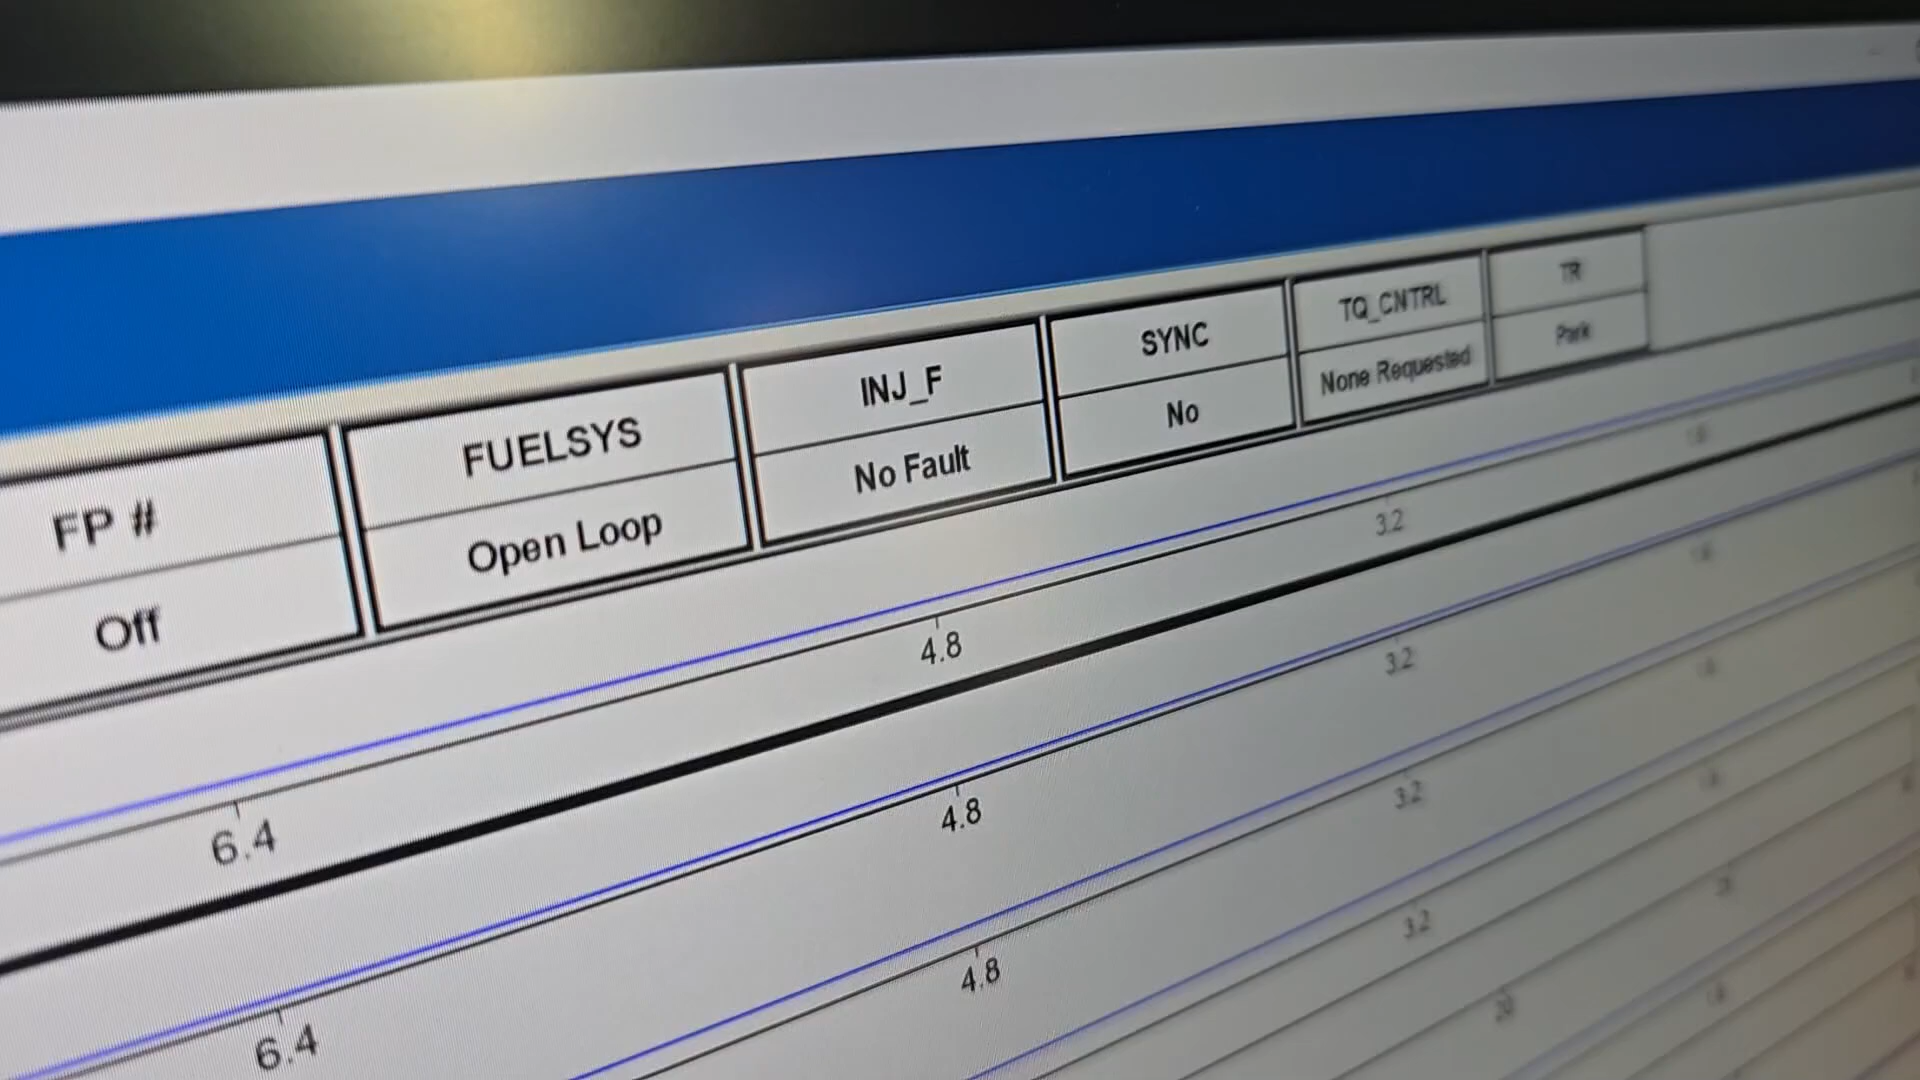 FP #
FUELSYS
INJ_F
SYNC
TQ_CNTRL
TR
Off
Open Loop
No Fault
No
None Requested
Park
6.4
4.8
3.2
6.4
4.8
3.2
4.8
3.2
3.2